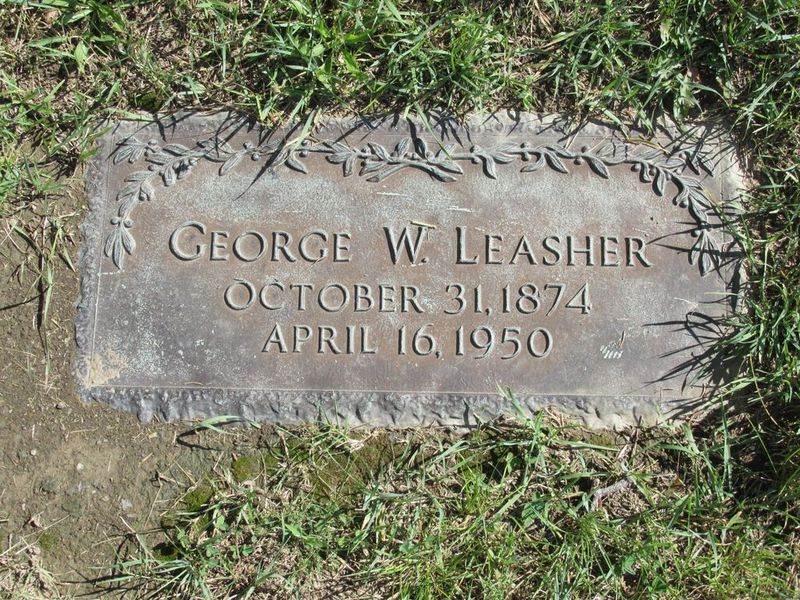 GEORGE W. LEASHER
OCTOBER 31, 1874
APRIL 16, 1950